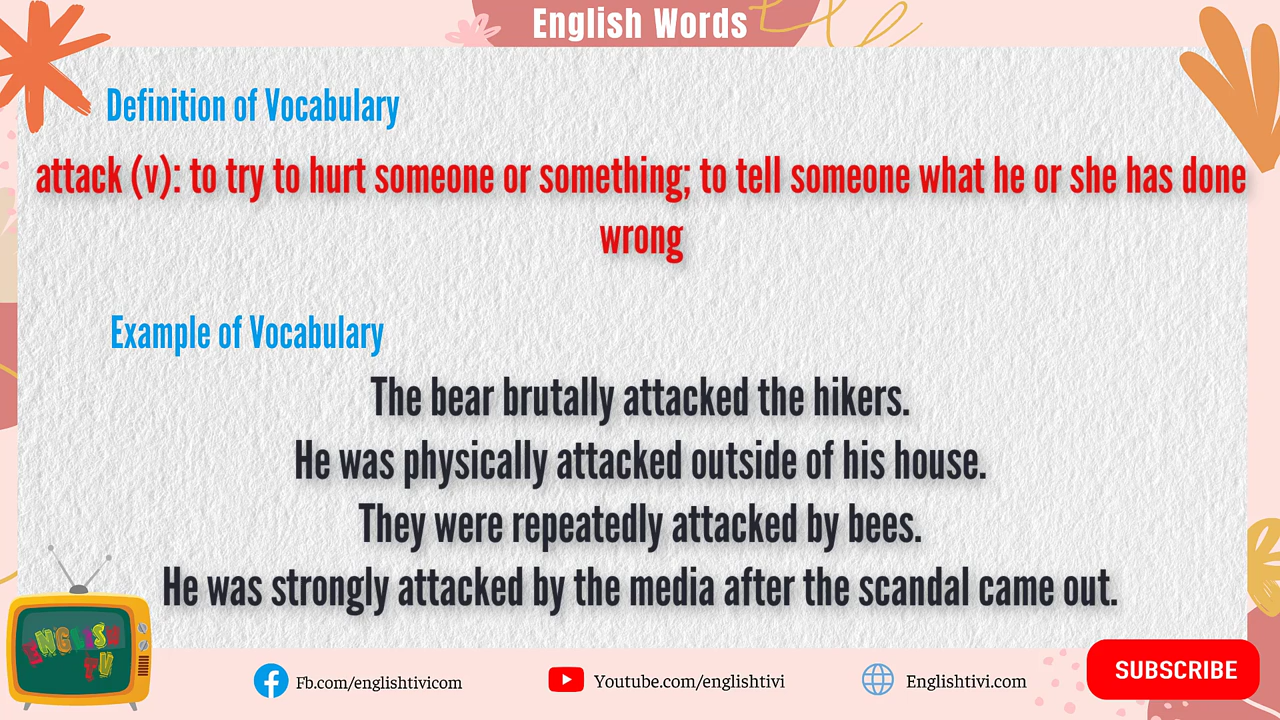 English Words
Definition of Vocabulary
attack (v): to try to hurt someone or something; to tell someone what he or she has done
wrong
Example of Vocabulary
The bear brutally attacked the hikers.
He was physically attacked outside of his house.
They were repeatedly attacked by bees.
He was strongly attacked by the media after the scandal came out.
ENGLISH
TV
Fb.com/englishtivicom
Youtube.com/englishtivi
Englishtivi.com
SUBSCRIBE